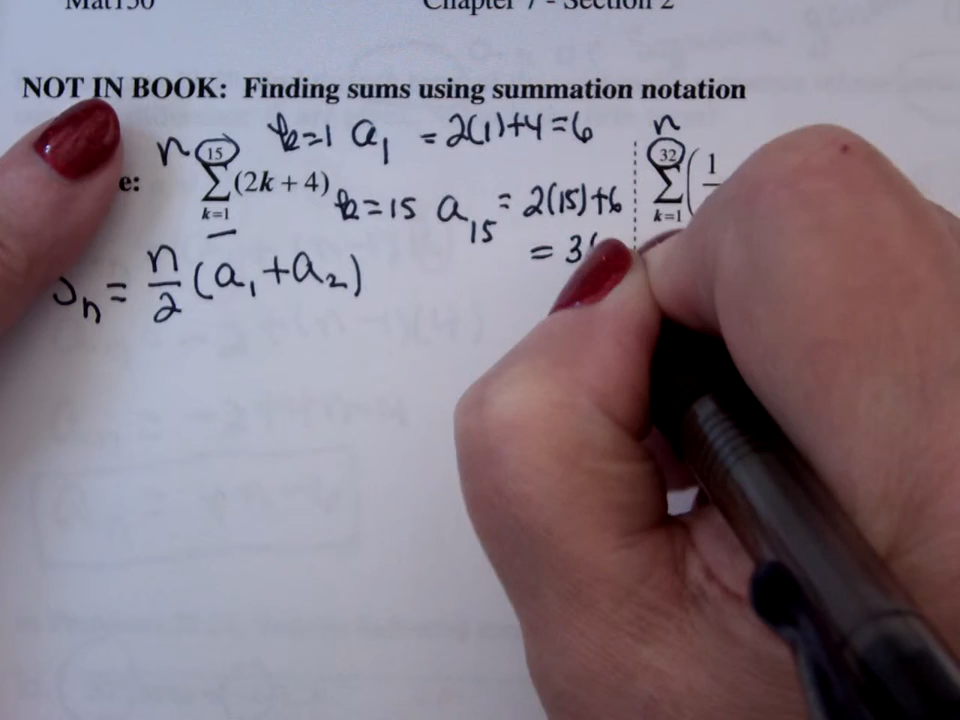 Mat150 Chapter 7 - Section 2
NOT IN BOOK: Finding sums using summation notation
n 15 k=1 a₁ = 2(1)+4=6 n 32
e: ∑(2k + 4) k=15 a₁₅ = 2(15)+6 ∑(1
k=1 k=1
= 3
Sₙ = n/2 (a₁+a₂)